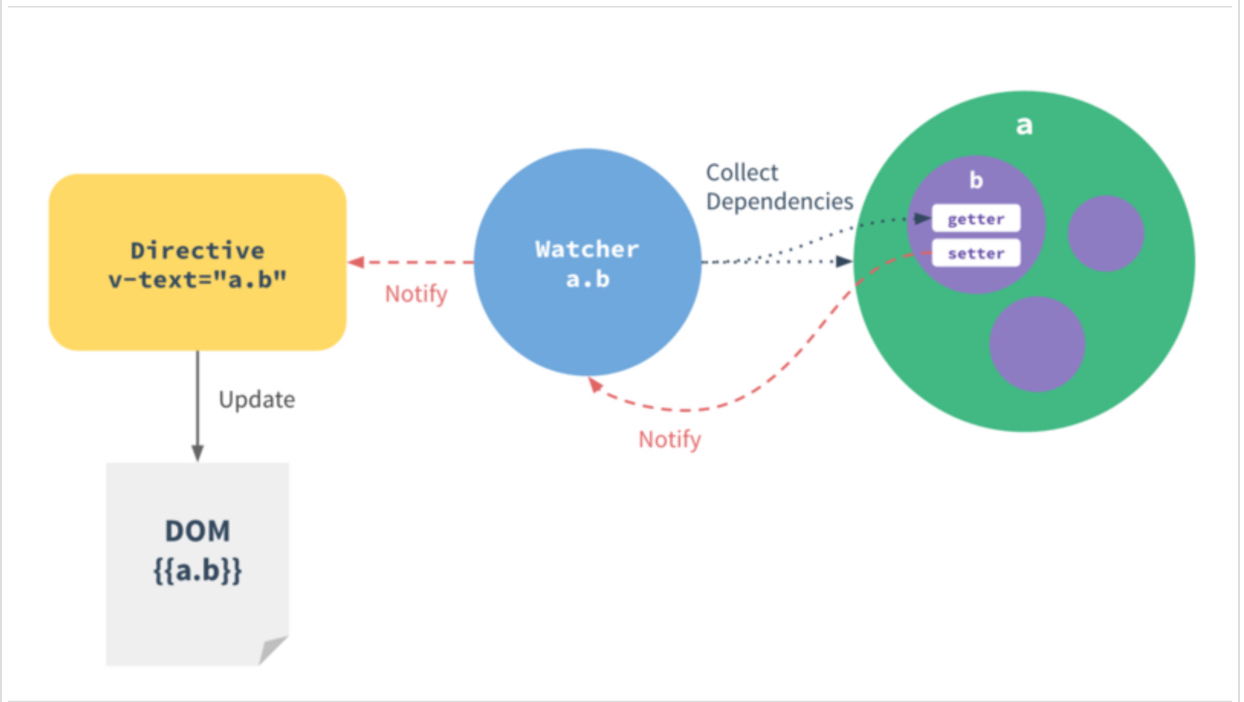 Directive
v-text="a.b"
Notify
Update
DOM
{{a.b}}
Watcher
a.b
Collect
Dependencies
Notify
a
b
getter
setter